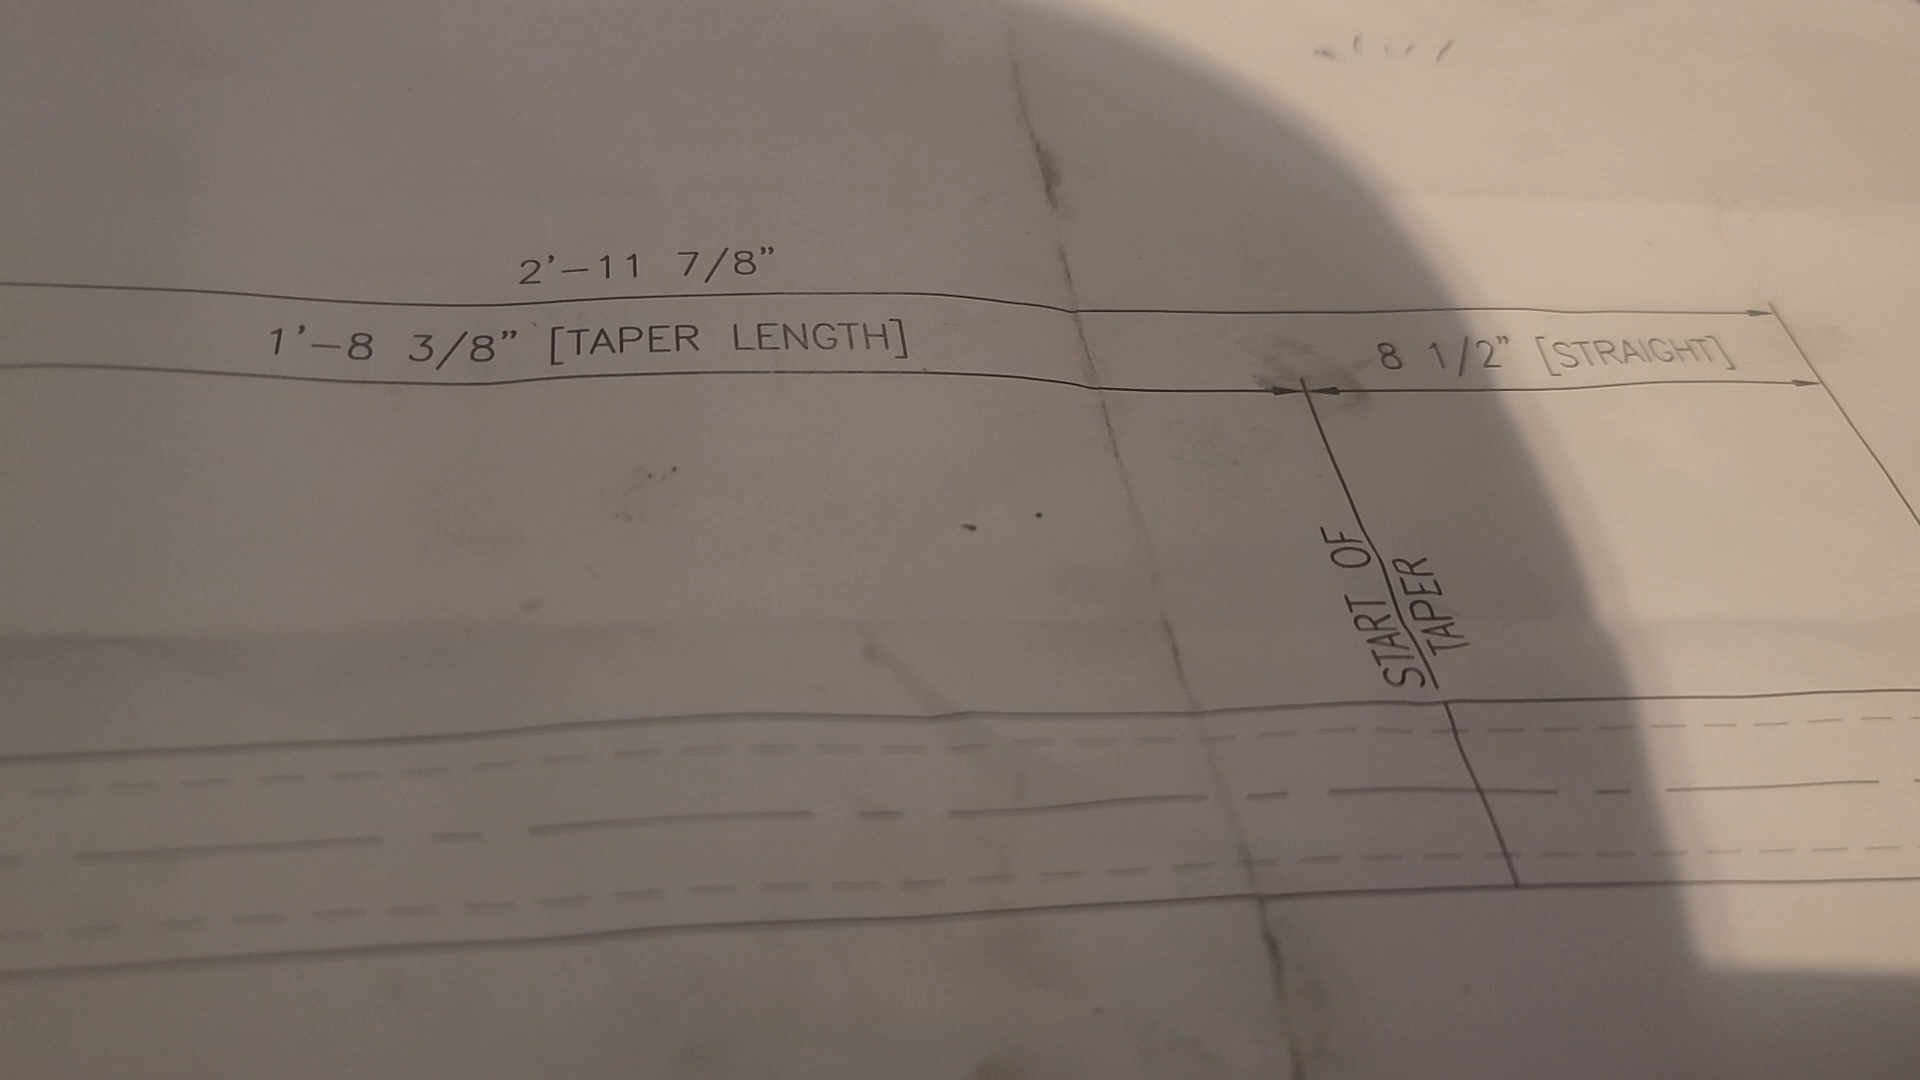 2'-11 7/8"
1'-8 3/8" [TAPER LENGTH]
8 1/2" [STRAIGHT]
START OF
TAPER